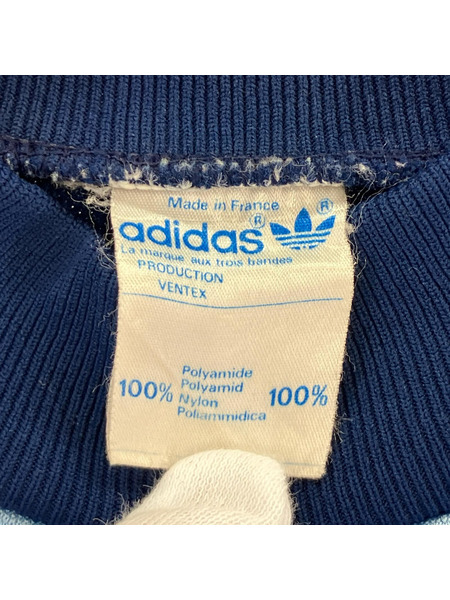 Made in France
adidas® ®
La marque aux trois bandes
PRODUCTION
VENTEX
Polyamide
100% Polyamid 100%
Nylon
Poliammidica